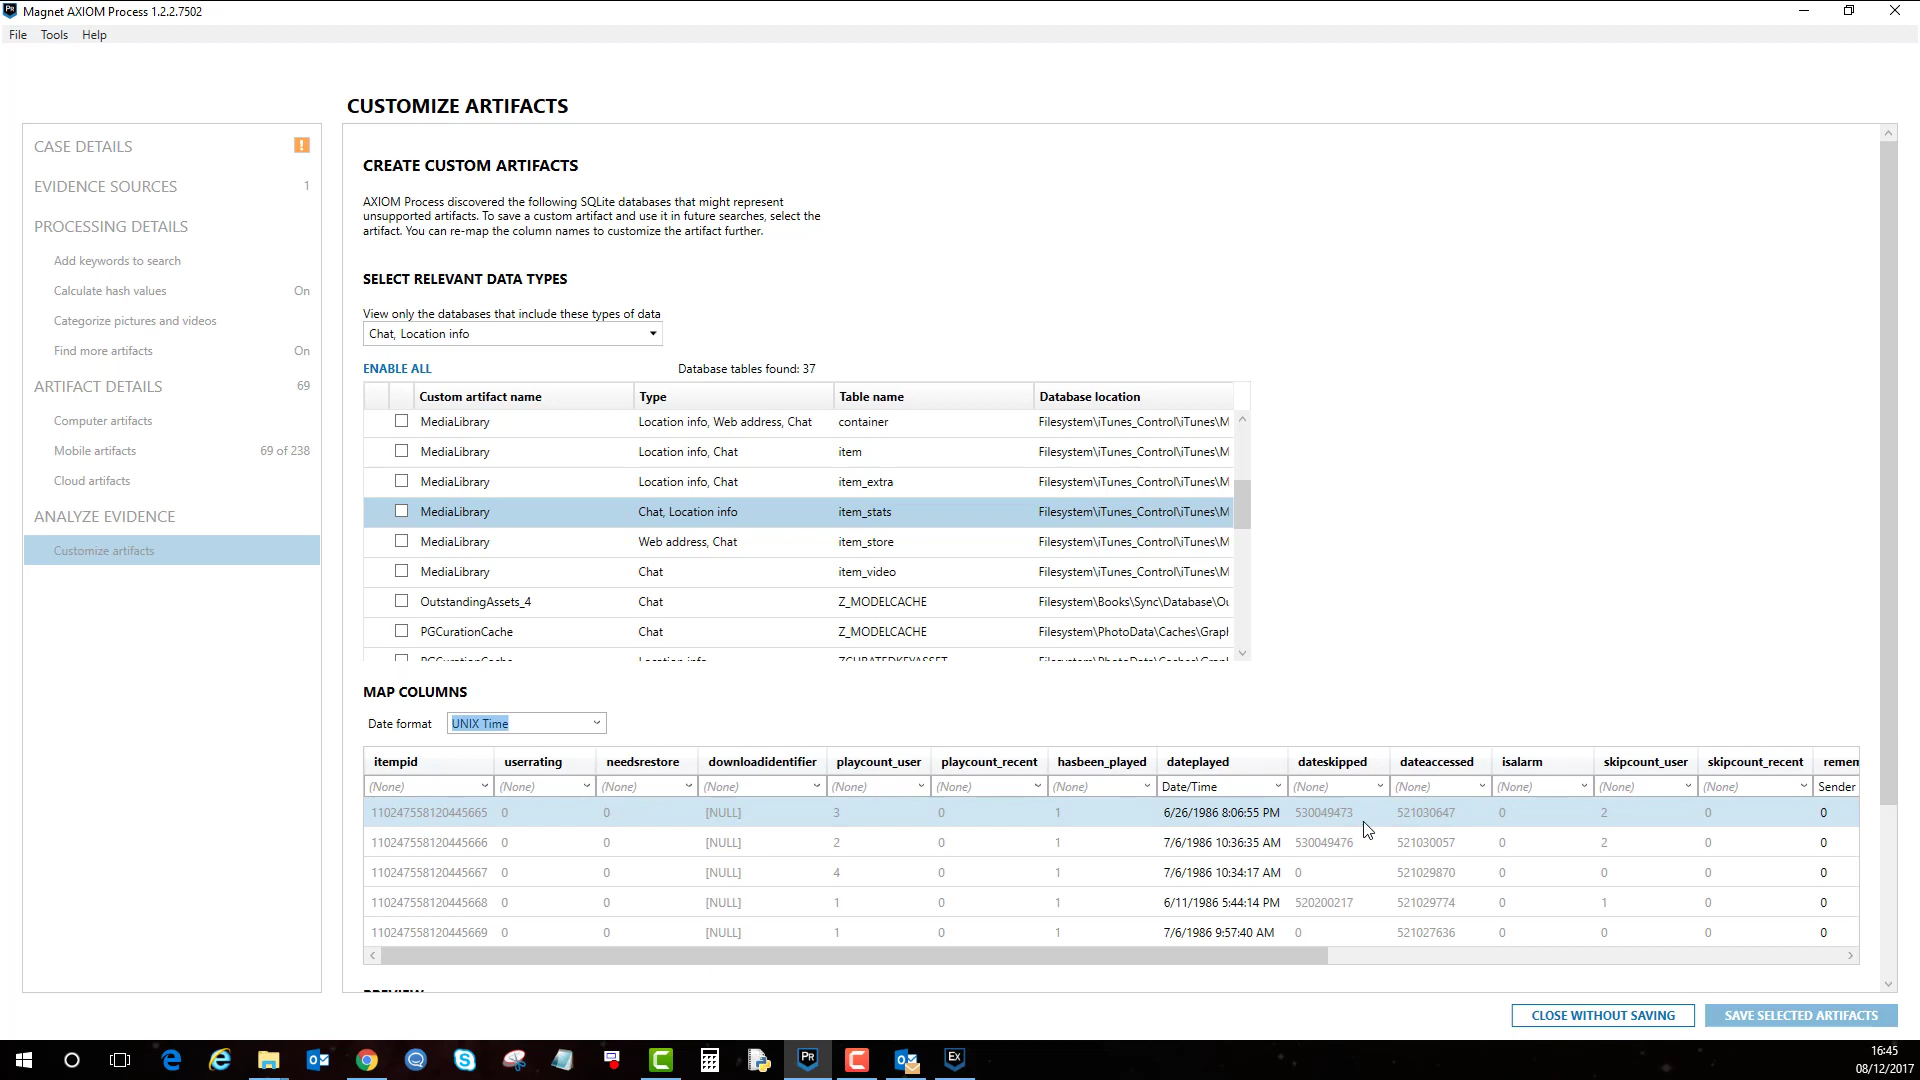 Magnet AXIOM Process 1.2.2.7502
File Tools Help
CUSTOMIZE ARTIFACTS
CASE DETAILS !
EVIDENCE SOURCES 1
PROCESSING DETAILS
Add keywords to search
Calculate hash values On
Categorize pictures and videos
Find more artifacts On
ARTIFACT DETAILS 69
Computer artifacts
Mobile artifacts 69 of 238
Cloud artifacts
ANALYZE EVIDENCE
Customize artifacts
CREATE CUSTOM ARTIFACTS
AXIOM Process discovered the following SQLite databases that might represent
unsupported artifacts. To save a custom artifact and use it in future searches, select the
artifact. You can re-map the column names to customize the artifact further.
SELECT RELEVANT DATA TYPES
View only the databases that include these types of data
Chat, Location info
ENABLE ALL Database tables found: 37
Custom artifact name Type Table name Database location
MediaLibrary Location info, Web address, Chat container Filesystem\iTunes_Control\iTunes\M
MediaLibrary Location info, Chat item Filesystem\iTunes_Control\iTunes\M
MediaLibrary Location info, Chat item_extra Filesystem\iTunes_Control\iTunes\M
MediaLibrary Chat, Location info item_stats Filesystem\iTunes_Control\iTunes\M
MediaLibrary Web address, Chat item_store Filesystem\iTunes_Control\iTunes\M
MediaLibrary Chat item_video Filesystem\iTunes_Control\iTunes\M
OutstandingAssets_4 Chat Z_MODELCACHE Filesystem\Books\Sync\Database\Ou
PGCurationCache Chat Z_MODELCACHE Filesystem\PhotoData\Caches\Grapl
PGCurationCache Location info ZCURATEDKEYASSET Filesystem\PhotoData\Caches\Grapl
MAP COLUMNS
Date format UNIX Time
itempid userrating needsrestore downloadidentifier playcount_user playcount_recent hasbeen_played dateplayed dateskipped dateaccessed isalarm skipcount_user skipcount_recent remem
(None) (None) (None) (None) (None) (None) (None) Date/Time (None) (None) (None) (None) (None) Sender
110247558120445665 0 0 [NULL] 3 0 1 6/26/1986 8:06:55 PM 530049473 521030647 0 2 0 0
110247558120445666 0 0 [NULL] 2 0 1 7/6/1986 10:36:35 AM 530049476 521030057 0 2 0 0
110247558120445667 0 0 [NULL] 4 0 1 7/6/1986 10:34:17 AM 0 521029870 0 0 0 0
110247558120445668 0 0 [NULL] 1 0 1 6/11/1986 5:44:14 PM 520200217 521029774 0 1 0 0
110247558120445669 0 0 [NULL] 1 0 1 7/6/1986 9:57:40 AM 0 521027636 0 0 0 0
PREVIEW
CLOSE WITHOUT SAVING SAVE SELECTED ARTIFACTS
16:45
08/12/2017